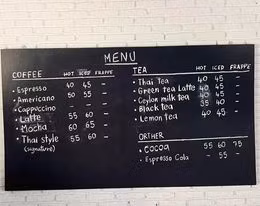 MENU
COFFEE HOT ICED FRAPPE
• Espresso 40 45 -
• Americano 50 55 -
• Cappuccino - - -
• Latte 55 60 -
• Mocha 60 65 -
• Thai style 55 60 -
(signature)
TEA HOT ICED FRAPPE
• Thai Tea 40 45 -
• Green tea Latte 40 45 -
• Ceylon milk tea 40 45 -
• Black tea 35 40 -
• Lemon tea 40 45 -
ORTHER
• COCOA 55 60 75
• Espresso Cola - 55 -